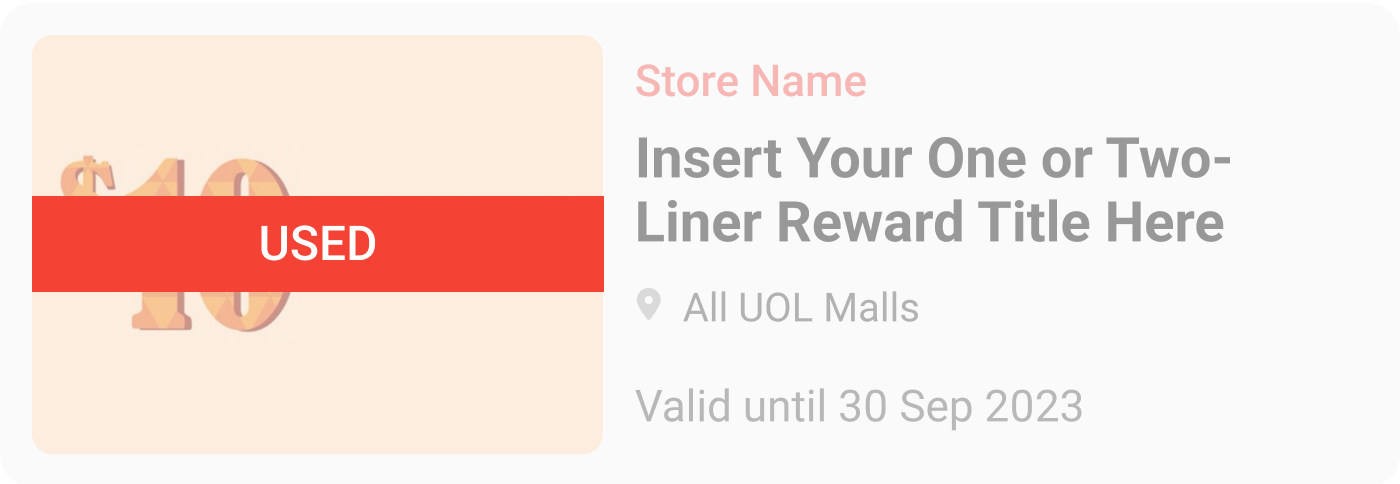 $10
USED
Store Name
Insert Your One or Two-
Liner Reward Title Here
All UOL Malls
Valid until 30 Sep 2023